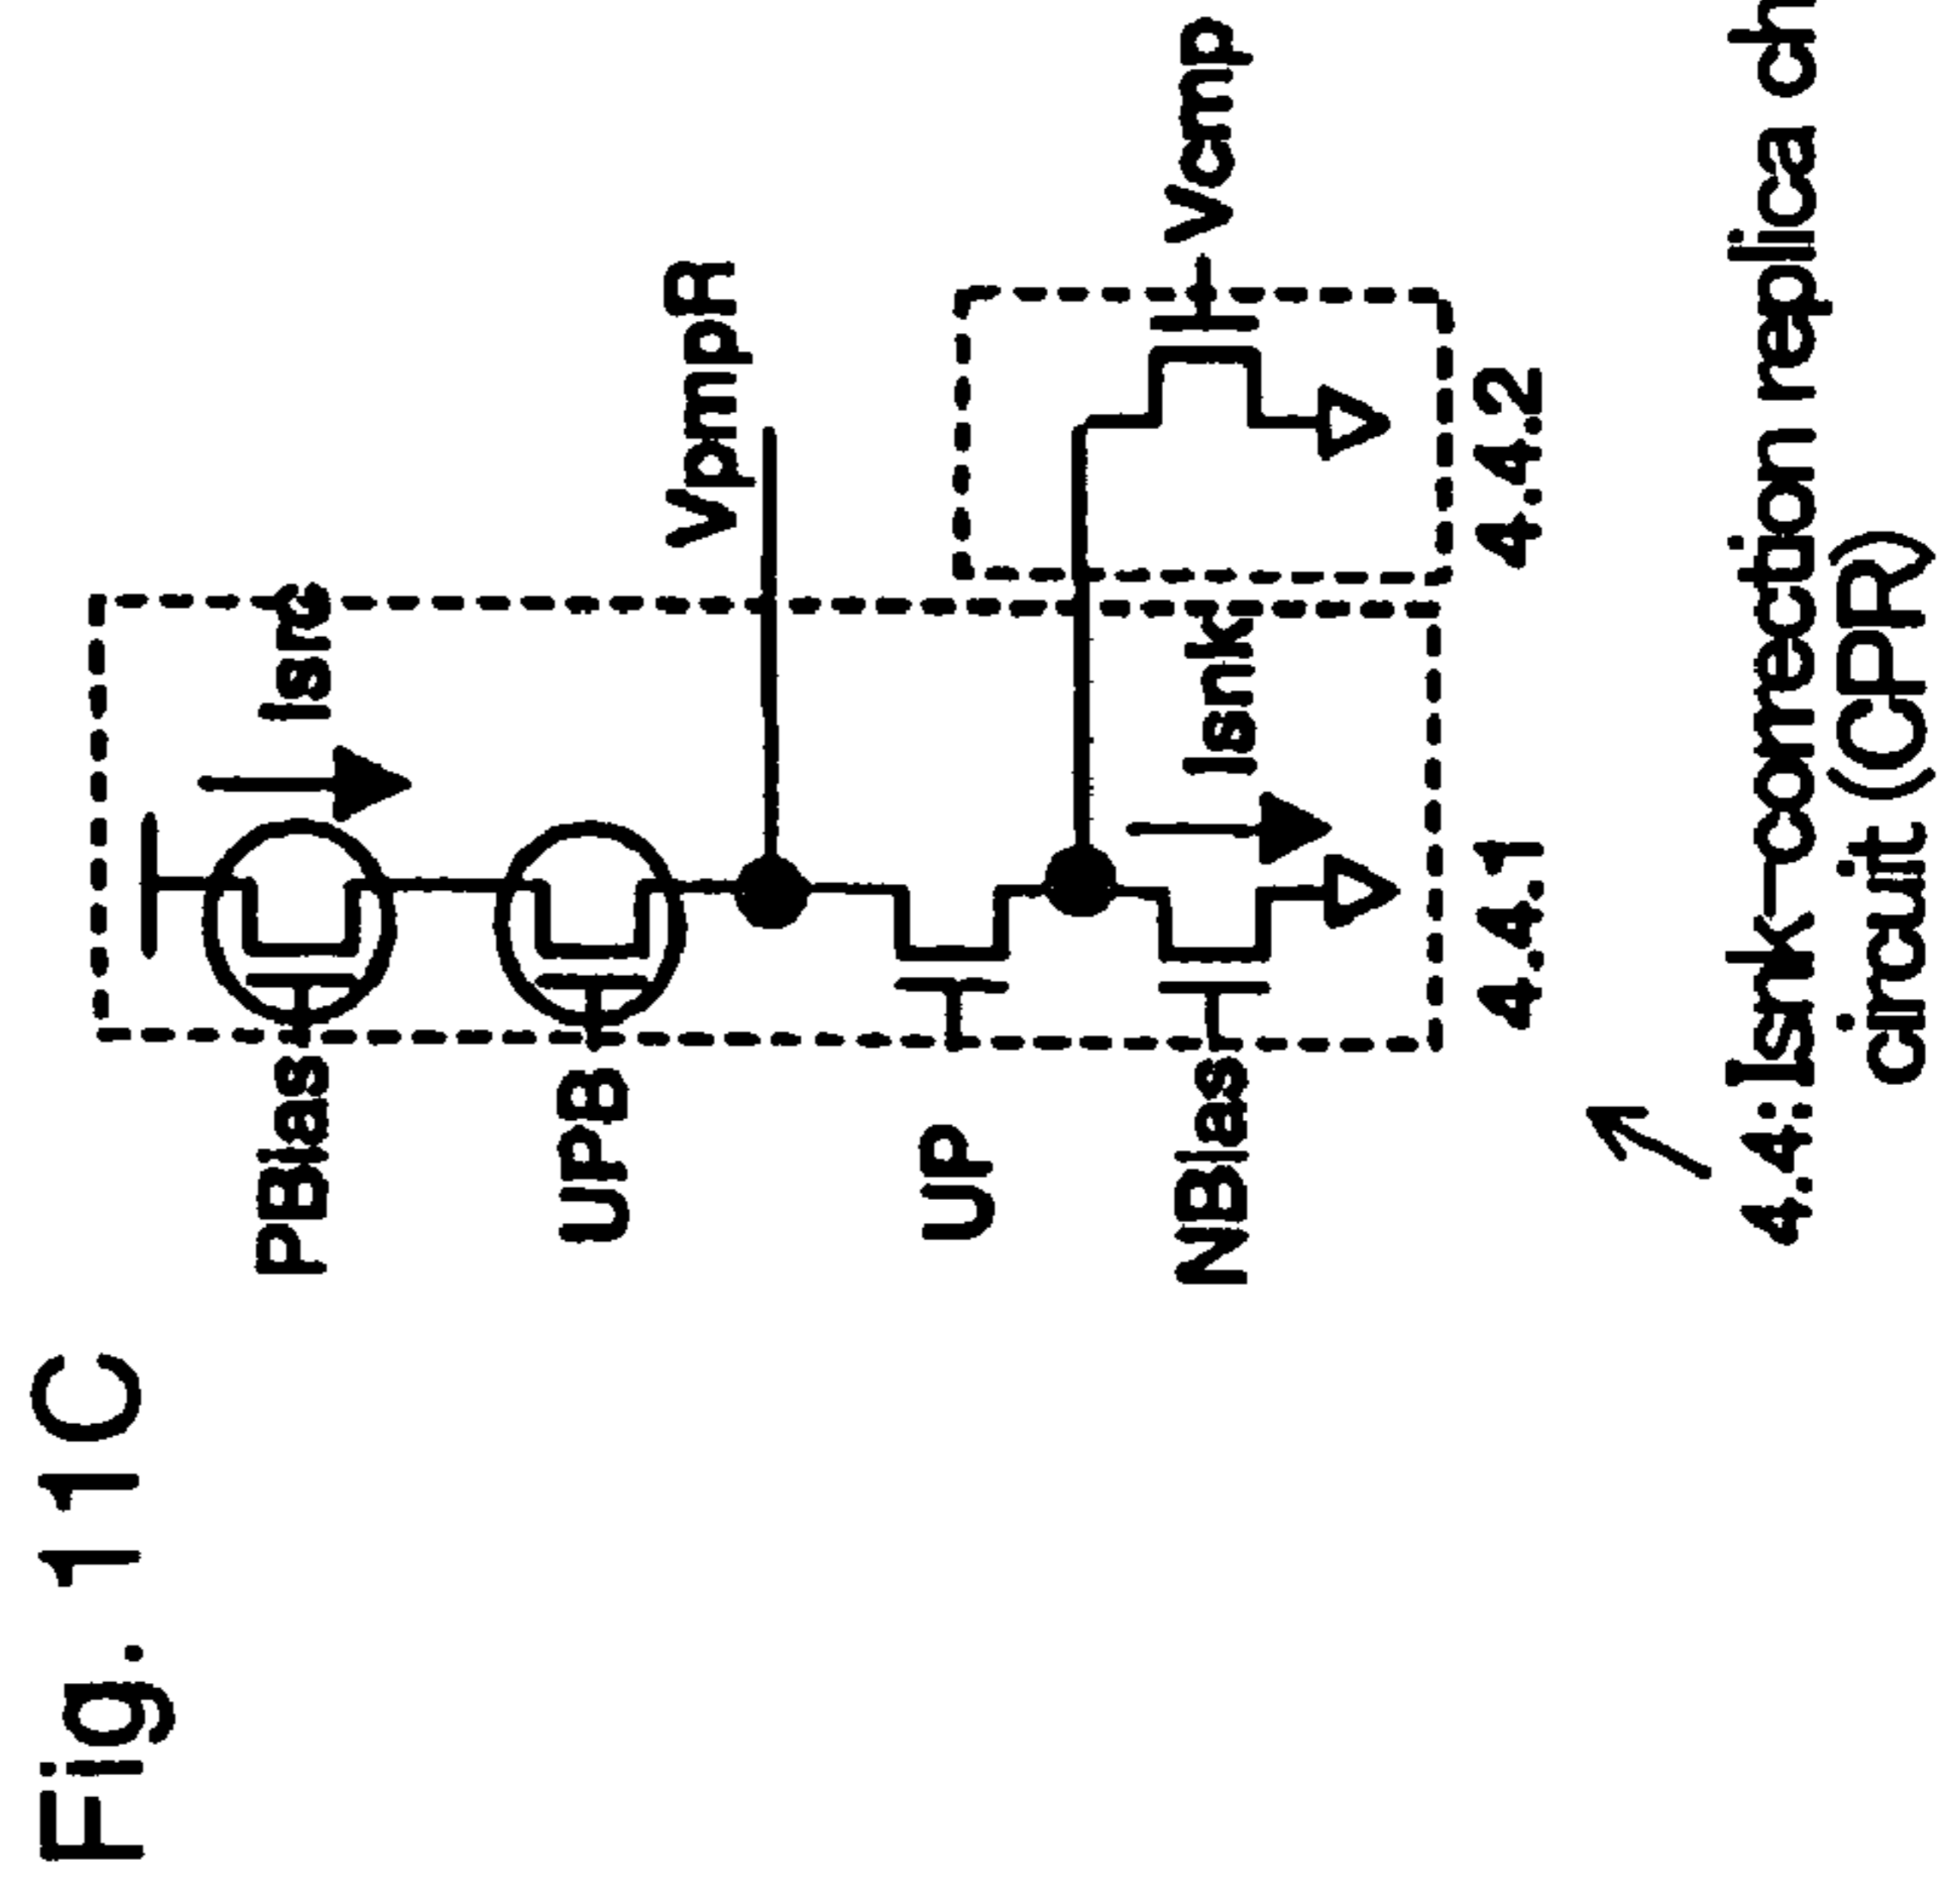 Fig. 11C
PBias
Isrc
UPB
VpmpR
UP
NBias
Isnk
Vcmp
4.4.1
4.4.2
4.4: Isnk-correction replica ch
circuit (CPR)